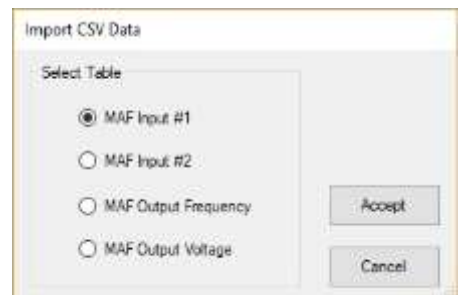 Import CSV Data
Select Table
MAF Input #1
MAF Input #2
MAF Output Frequency
MAF Output Voltage
Accept
Cancel